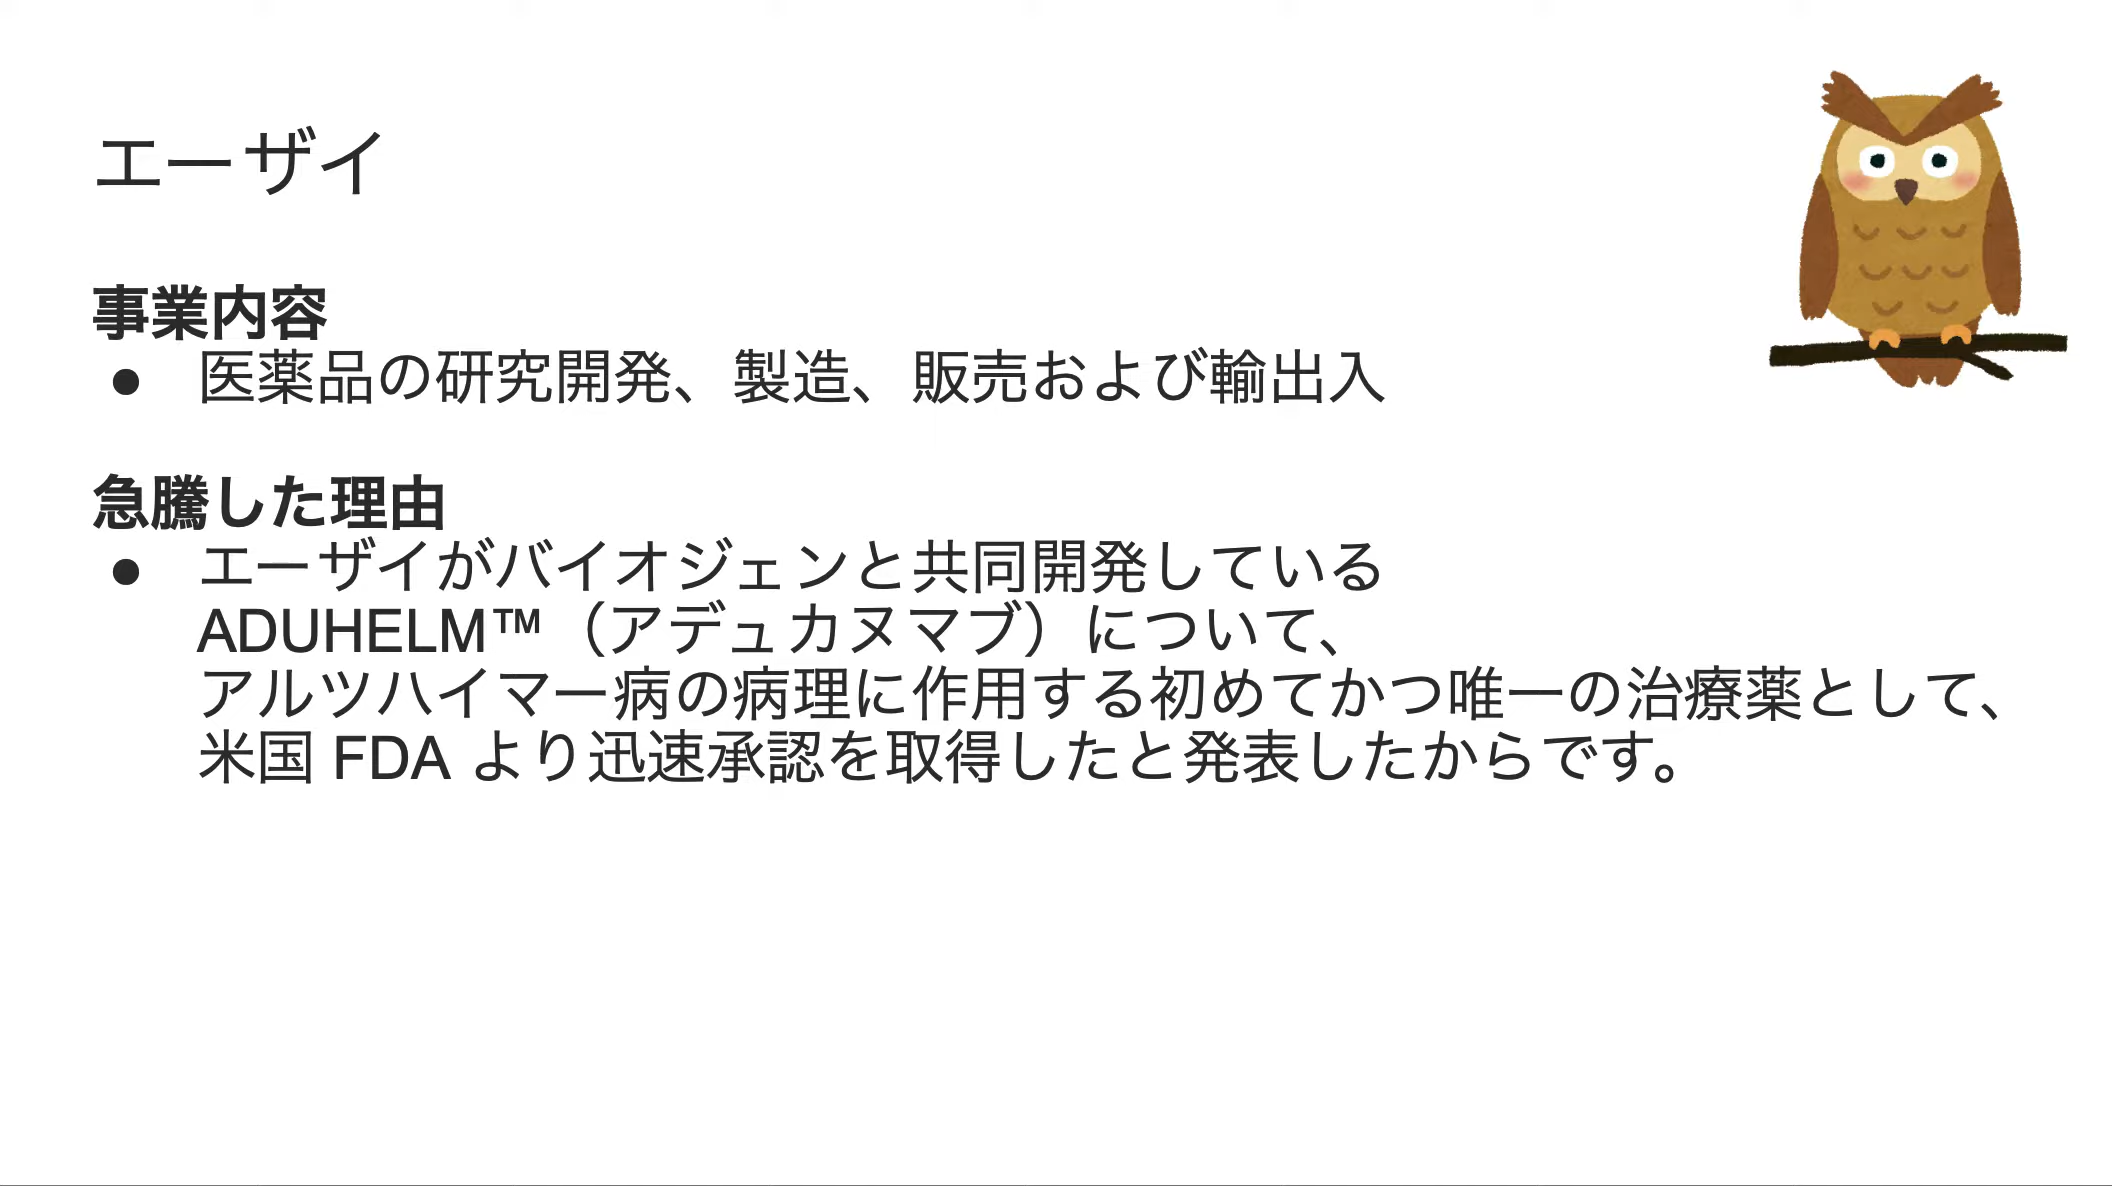 エーザイ
事業内容
● 医薬品の研究開発、製造、販売および輸出入
急騰した理由
● エーザイがバイオジェンと共同開発している
ADUHELM™（アデュカヌマブ）について、
アルツハイマー病の病理に作用する初めてかつ唯一の治療薬として、
米国 FDA より迅速承認を取得したと発表したからです。